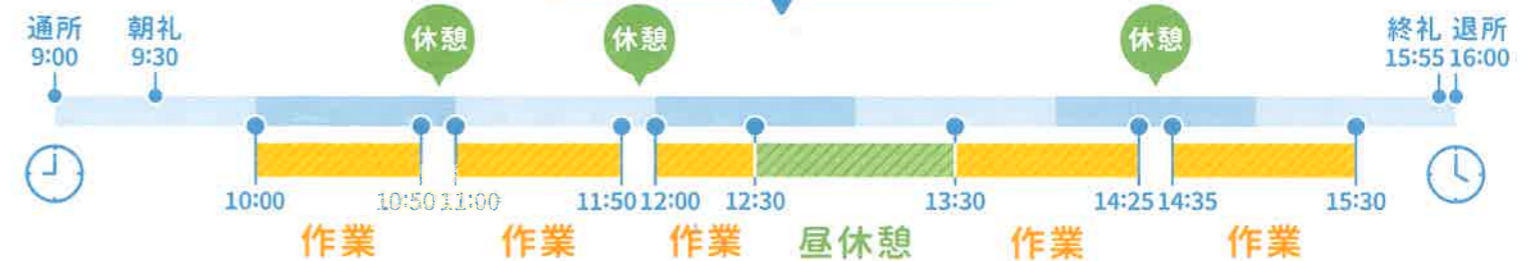 通所 朝礼 休憩 休憩 休憩 終礼 退所
9:00 9:30 15:55 16:00
10:00 10:50 11:00 11:50 12:00 12:30 13:30 14:25 14:35 15:30
作業 作業 作業 昼休憩 作業 作業